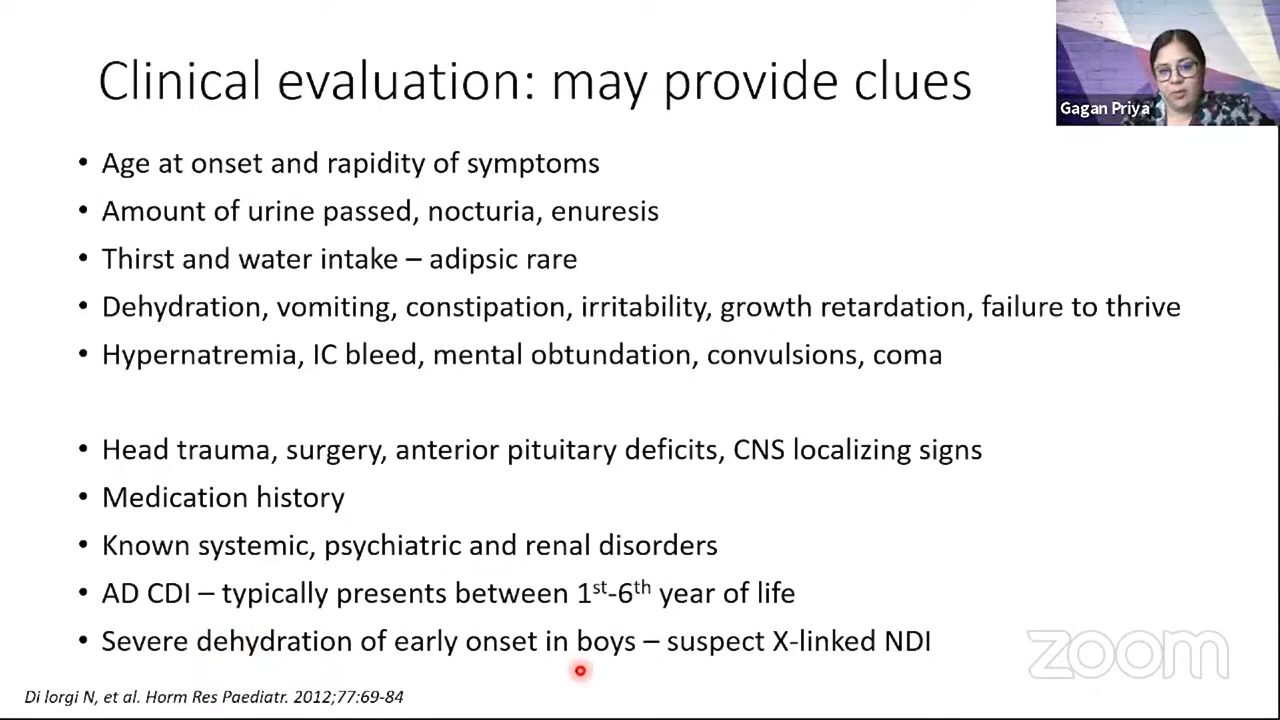 Clinical evaluation: may provide clues
Gagan Priya
• Age at onset and rapidity of symptoms
• Amount of urine passed, nocturia, enuresis
• Thirst and water intake – adipsic rare
• Dehydration, vomiting, constipation, irritability, growth retardation, failure to thrive
• Hypernatremia, IC bleed, mental obtundation, convulsions, coma
• Head trauma, surgery, anterior pituitary deficits, CNS localizing signs
• Medication history
• Known systemic, psychiatric and renal disorders
• AD CDI – typically presents between 1st-6th year of life
• Severe dehydration of early onset in boys – suspect X-linked NDI
zoom
Di Iorgi N, et al. Horm Res Paediatr. 2012;77:69-84